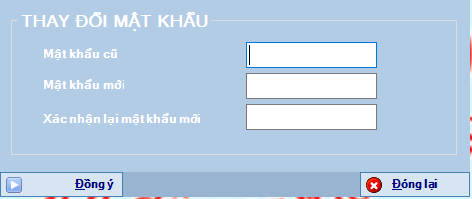 THAY ĐỔI MẬT KHẨU
Mật khẩu cũ
Mật khẩu mới
Xác nhận lại mật khẩu mới
Đồng ý
Đóng lại